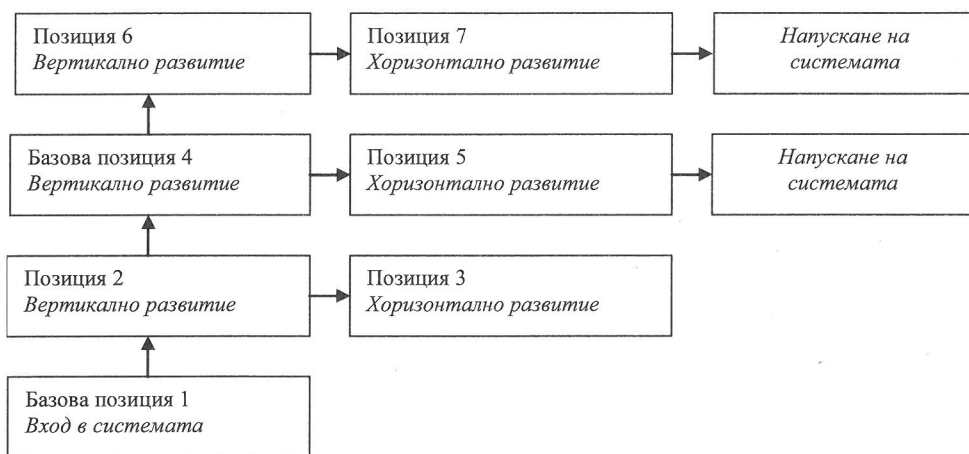 Позиция 6
Вертикално развитие
Позиция 7
Хоризонтално развитие
Напускане на
системата
Базова позиция 4
Вертикално развитие
Позиция 5
Хоризонтално развитие
Напускане на
системата
Позиция 2
Вертикално развитие
Позиция 3
Хоризонтално развитие
Базова позиция 1
Вход в системата